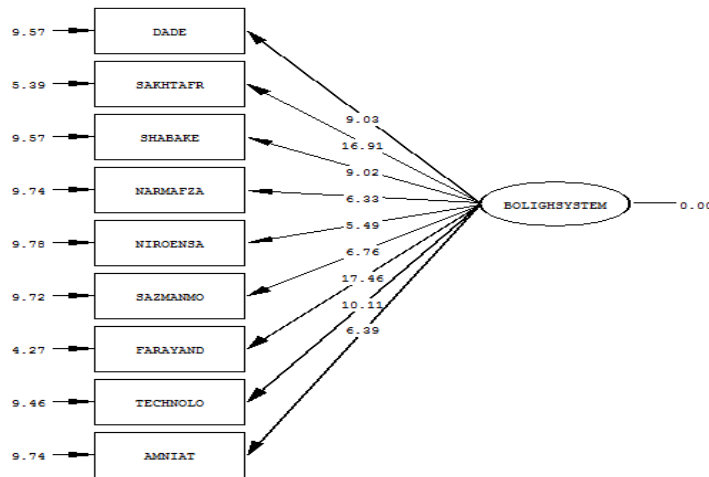 9.57 DADE
9.03
5.39 SAKHTAFR
16.91
9.57 SHABAKE
9.02
9.74 NARMAFZA
6.33
BOLIGHSYSTEM 0.00
5.49
9.78 NIROENSA
6.76
9.72 SAZMANMO
17.46
10.11
4.27 FARAYAND
6.39
9.46 TECHNOLO
9.74 AMNIAT